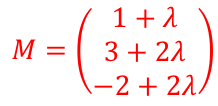 M = 
(1 + λ
3 + 2λ
−2 + 2λ)